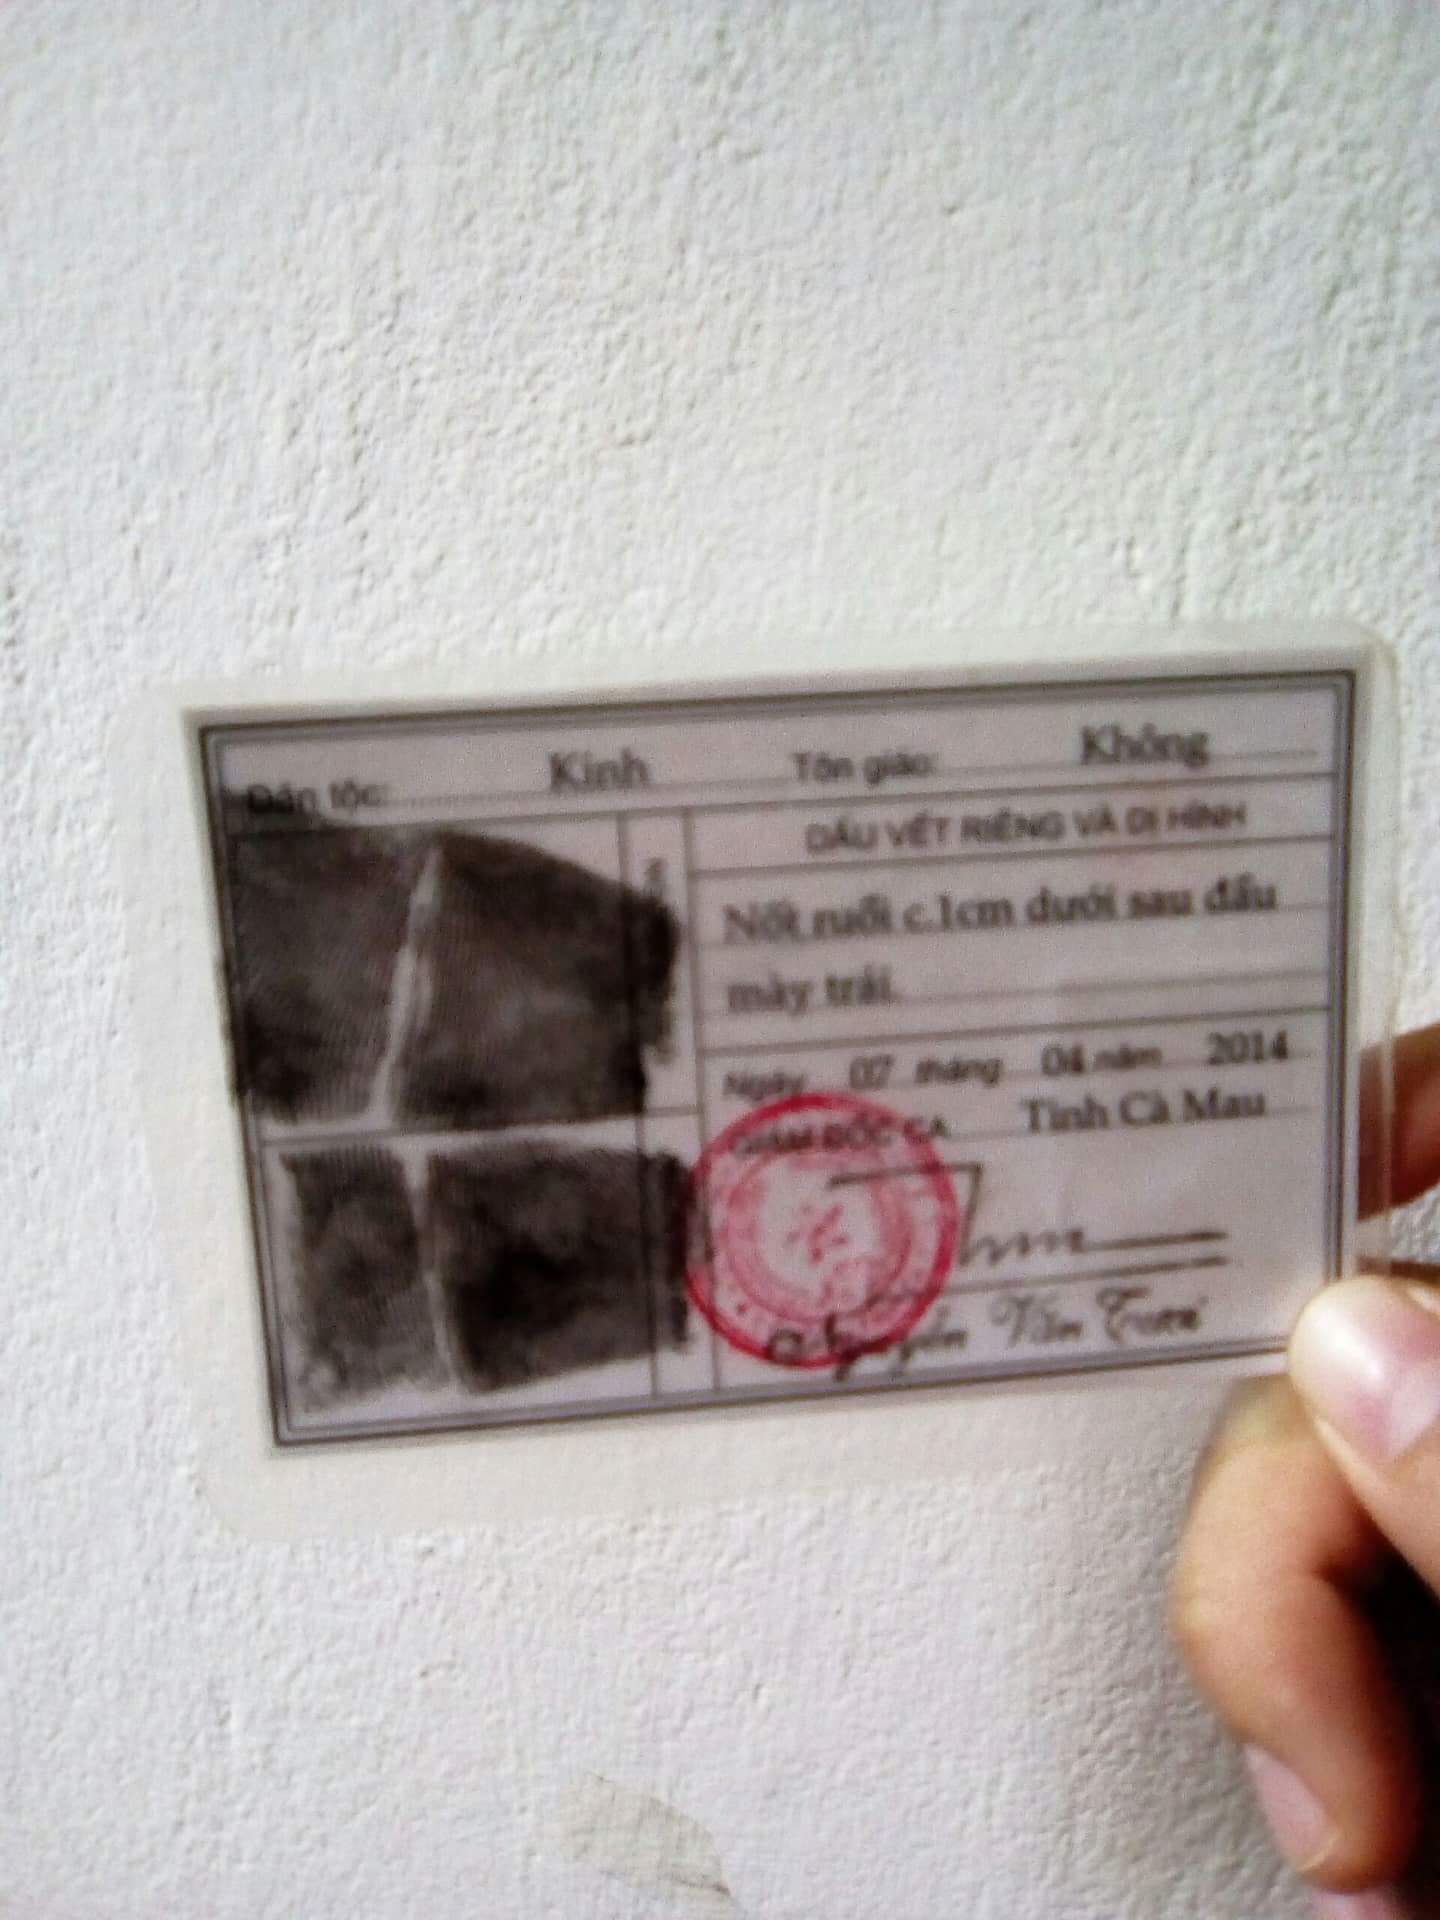 Dân tộc: Kinh Tôn giáo: Không
DẤU VẾT RIÊNG VÀ DỊ HÌNH
Nốt ruồi c.1cm dưới sau đầu
mày trái.
Ngày 07 tháng 04 năm 2014
GIÁM ĐỐC CA Tỉnh Cà Mau
Nguyễn Văn